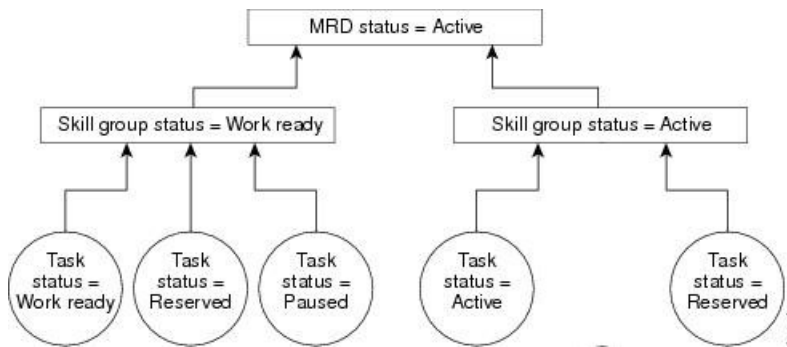 MRD status = Active
Skill group status = Work ready
Skill group status = Active
Task
status =
Work ready
Task
status =
Reserved
Task
status =
Paused
Task
status =
Active
Task
status =
Reserved